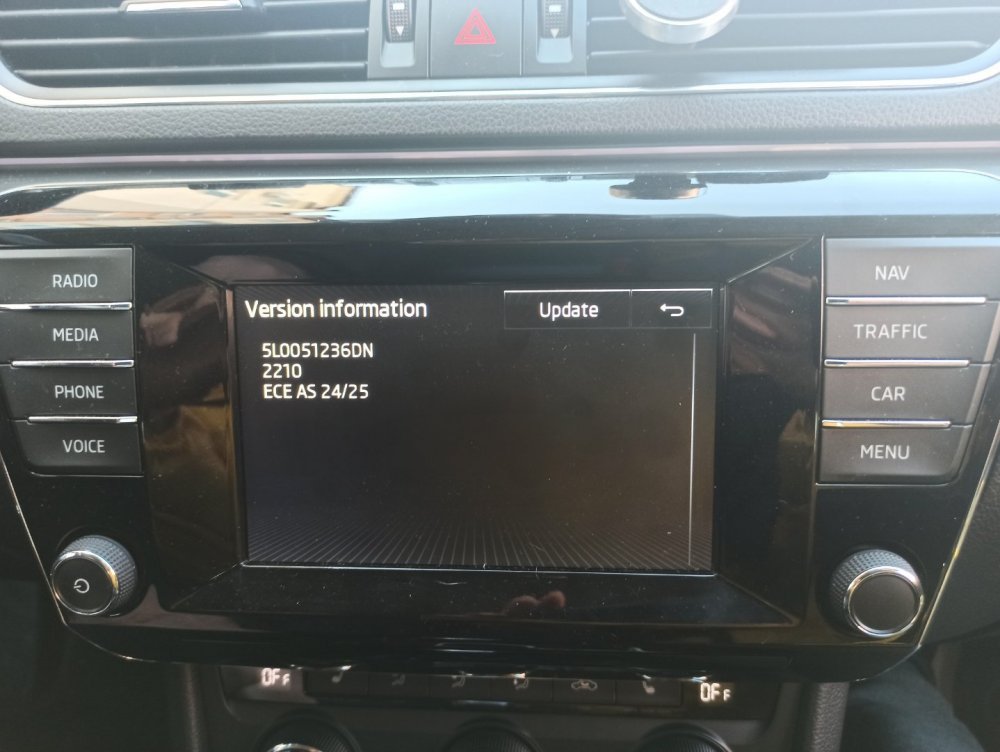 RADIO
MEDIA
PHONE
VOICE
Version information
Update
5L0051236DN
2210
ECE AS 24/25
NAV
TRAFFIC
CAR
MENU
OFF
OFF